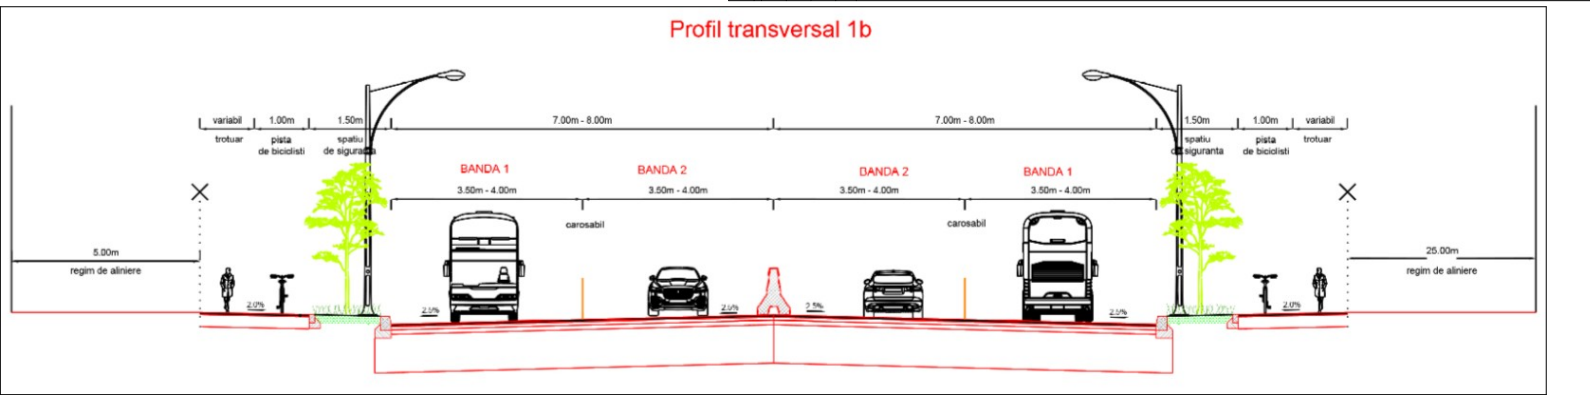 Profil transversal 1b
variabil 1.00m 1.50m 7.00m - 8.00m 7.00m - 8.00m 1.50m 1.00m variabil
trotuar pista spatiu spatiu pista trotuar
de biciclisti de siguranta de siguranta de biciclisti
BANDA 1 BANDA 2 BANDA 2 BANDA 1
3.50m - 4.00m 3.50m - 4.00m 3.50m - 4.00m 3.50m - 4.00m
carosabil carosabil
5.00m 25.00m
regim de aliniere regim de aliniere
2.0% 2.5% 2.5% 2.5% 2.5% 2.0%